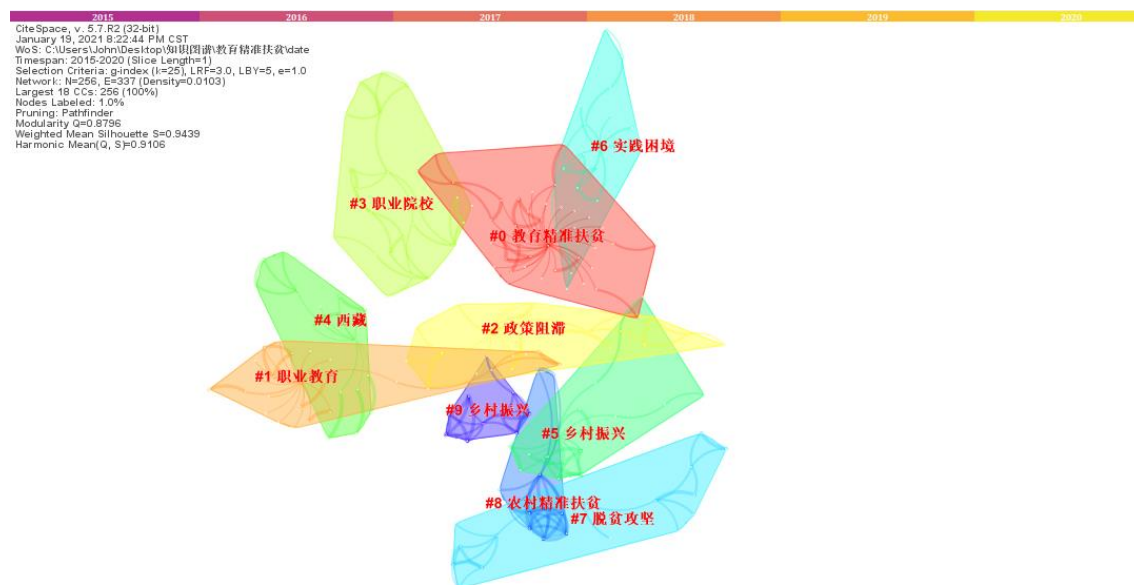 2015 2016 2017 2018 2019 2020
CiteSpace, v. 5.7.R2 (32-bit)
January 19, 2021 8:22:44 PM CST
WoS: C:\Users\John\Desktop\知识图谱\教育精准扶贫\date
Timespan: 2015-2020 (Slice Length=1)
Selection Criteria: g-index (k=25), LRF=3.0, LBY=5, e=1.0
Network: N=256, E=337 (Density=0.0103)
Largest 18 CCs: 256 (100%)
Nodes Labeled: 1.0%
Pruning: Pathfinder
Modularity Q=0.8796
Weighted Mean Silhouette S=0.9439
Harmonic Mean(Q, S)=0.9106
#6 实践困境
#3 职业院校
#0 教育精准扶贫
#4 西藏
#2 政策阻滞
#1 职业教育
#9 乡村振兴
#5 乡村振兴
#8 农村精准扶贫
#7 脱贫攻坚